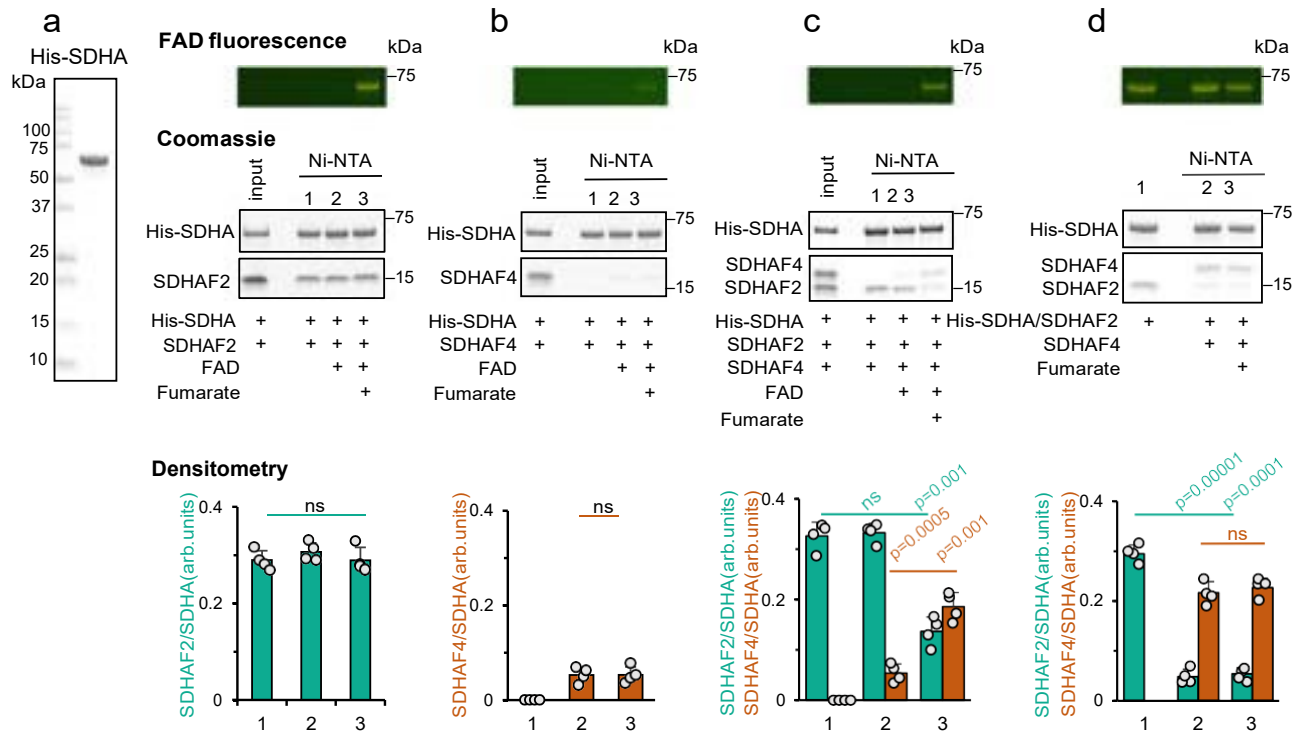 a
His-SDHA
kDa
100
75
50
37
25
20
15
10
FAD fluorescence
kDa
–75
Coomassie
input
Ni-NTA
1 2 3
–75
His-SDHA
SDHAF2
–15
His-SDHA + + + +
SDHAF2 + + + +
FAD + +
Fumarate +
b
kDa
–75
input
Ni-NTA
1 2 3
–75
His-SDHA
SDHAF4
–15
His-SDHA + + + +
SDHAF4 + + + +
FAD + +
Fumarate +
c
kDa
–75
input
Ni-NTA
1 2 3
–75
His-SDHA
SDHAF4
SDHAF2
–15
His-SDHA + + + +
SDHAF2 + + + +
SDHAF4 + + + +
FAD + +
Fumarate +
d
kDa
–75
Ni-NTA
1 2 3
–75
His-SDHA
SDHAF4
SDHAF2
–15
His-SDHA/SDHAF2 + + +
SDHAF4 + +
Fumarate +
Densitometry
SDHAF2/SDHA(arb.units)
0.4
0.2
0
ns
1 2 3
SDHAF4/SDHA(arb.units)
0.4
0.2
0
ns
1 2 3
SDHAF2/SDHA(arb.units)
SDHAF4/SDHA(arb.units)
0.4
0.2
0
ns
p=0.001
p=0.0005
p=0.001
1 2 3
SDHAF2/SDHA(arb.units)
SDHAF4/SDHA(arb.units)
0.4
0.2
0
p=0.00001
p=0.0001
ns
1 2 3